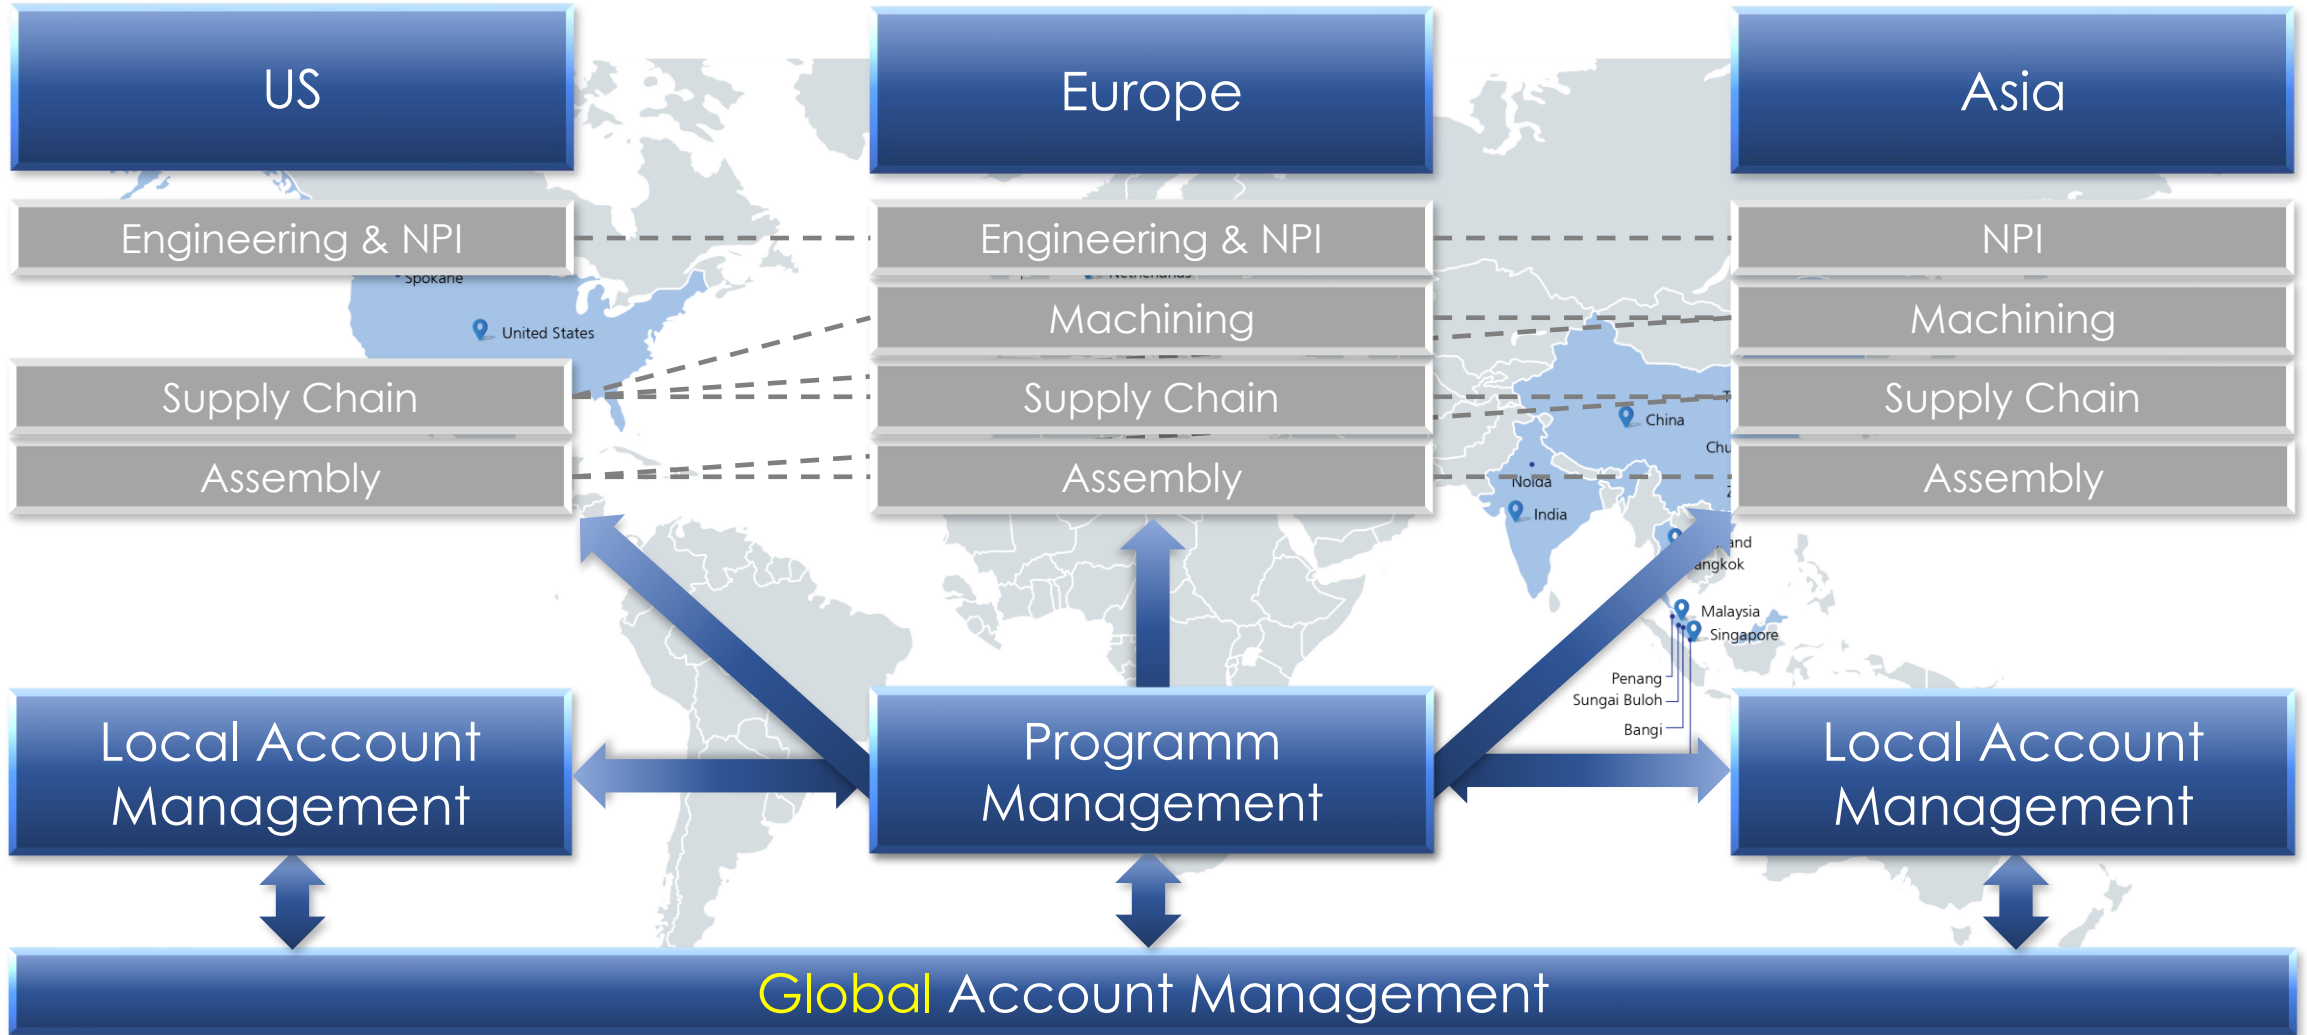 US
Europe
Asia
Engineering & NPI
Engineering & NPI
NPI
Spokane
Netherlands
United States
Machining
Machining
Supply Chain
Supply Chain
Supply Chain
China
Assembly
Assembly
Assembly
Noida
India
Malaysia
Singapore
Penang
Sungai Buloh
Bangi
Local Account
Management
Programm
Management
Local Account
Management
Global Account Management